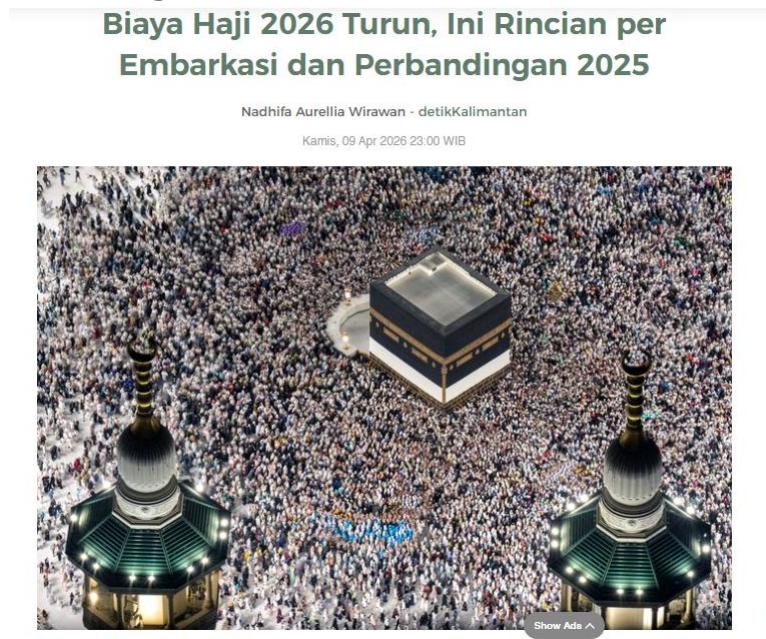 Biaya Haji 2026 Turun, Ini Rincian per
Embarkasi dan Perbandingan 2025
Nadhifa Aurellia Wirawan - detikKalimantan
Kamis, 09 Apr 2026 23:00 WIB
Show Ads